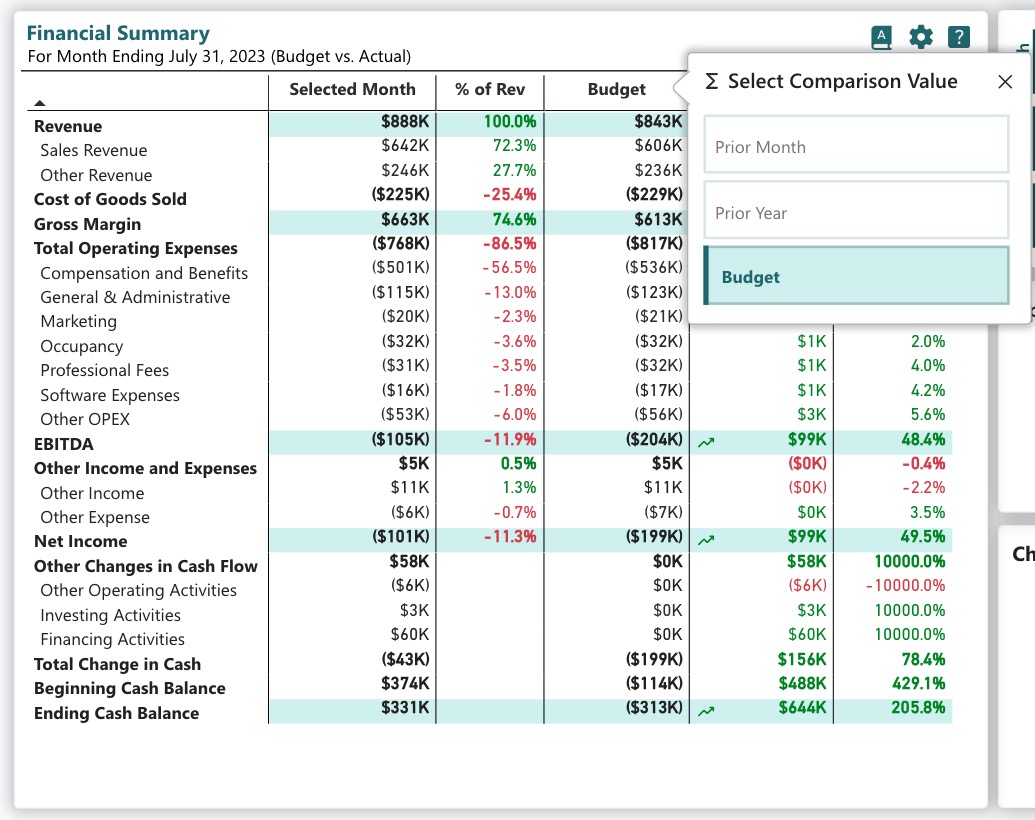 Financial Summary
For Month Ending July 31, 2023 (Budget vs. Actual)
A ?
Σ Select Comparison Value
Prior Month
Prior Year
Budget
Selected Month % of Rev Budget
Revenue $888K 100.0% $843K
Sales Revenue $642K 72.3% $606K
Other Revenue $246K 27.7% $236K
Cost of Goods Sold ($225K) -25.4% ($229K)
Gross Margin $663K 74.6% $613K
Total Operating Expenses ($768K) -86.5% ($817K)
Compensation and Benefits ($501K) -56.5% ($536K)
General & Administrative ($115K) -13.0% ($123K)
Marketing ($20K) -2.3% ($21K)
Occupancy ($32K) -3.6% ($32K) $1K 2.0%
Professional Fees ($31K) -3.5% ($32K) $1K 4.0%
Software Expenses ($16K) -1.8% ($17K) $1K 4.2%
Other OPEX ($53K) -6.0% ($56K) $3K 5.6%
EBITDA ($105K) -11.9% ($204K) $99K 48.4%
Other Income and Expenses $5K 0.5% $5K ($0K) -0.4%
Other Income $11K 1.3% $11K ($0K) -2.2%
Other Expense ($6K) -0.7% ($7K) $0K 3.5%
Net Income ($101K) -11.3% ($199K) $99K 49.5%
Other Changes in Cash Flow $58K $0K $58K 10000.0%
Other Operating Activities ($6K) $0K ($6K) -10000.0%
Investing Activities $3K $0K $3K 10000.0%
Financing Activities $60K $0K $60K 10000.0%
Total Change in Cash ($43K) ($199K) $156K 78.4%
Beginning Cash Balance $374K ($114K) $488K 429.1%
Ending Cash Balance $331K ($313K) $644K 205.8%
Ch